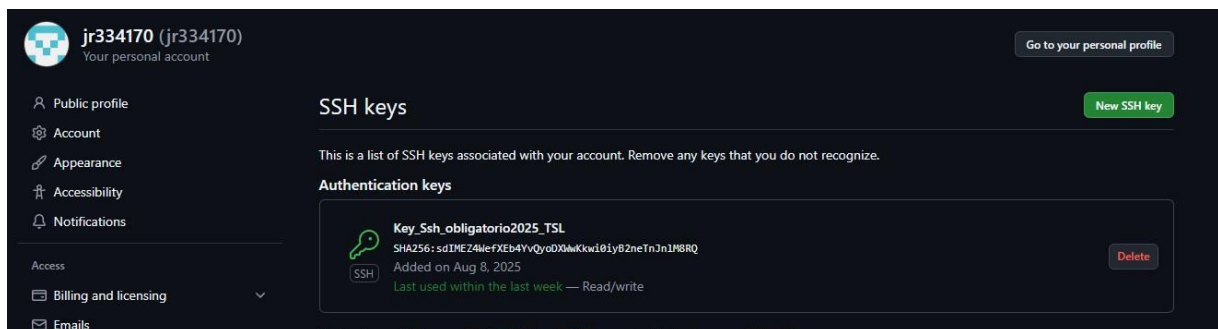 jr334170 (jr334170)
Your personal account
Go to your personal profile
Public profile
Account
Appearance
Accessibility
Notifications
Access
Billing and licensing
Emails
SSH keys
New SSH key
This is a list of SSH keys associated with your account. Remove any keys that you do not recognize.
Authentication keys
Key_Ssh_obligatorio2025_TSL
SHA256:sdIMEZ4WefXEb4YvQyoDXWwKkwi0iyB2neTnJnlM8RQ
Added on Aug 8, 2025
Last used within the last week — Read/write
SSH
Delete